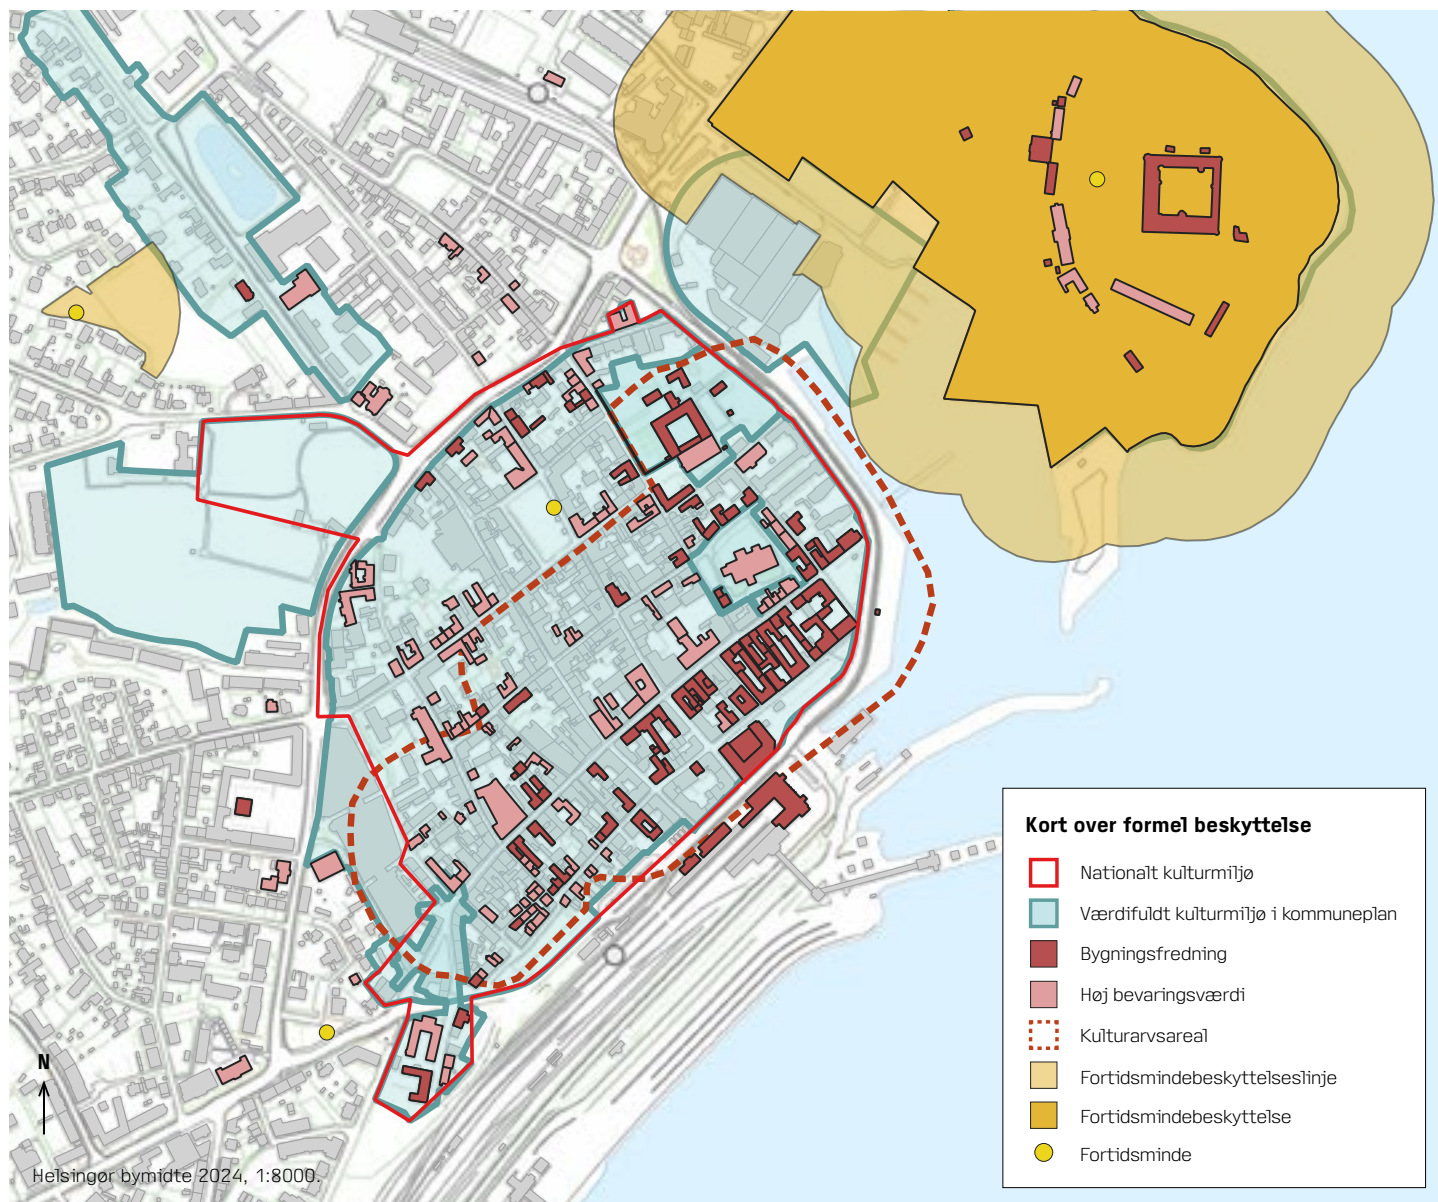 Kort over formel beskyttelse
Nationalt kulturmiljø
Værdifuldt kulturmiljø i kommuneplan
Bygningsfredning
Høj bevaringsværdi
Kulturarvsareal
Fortidsmindebeskyttelseslinje
Fortidsmindebeskyttelse
Fortidsminde
N
Helsingør bymidte 2024, 1:8000.